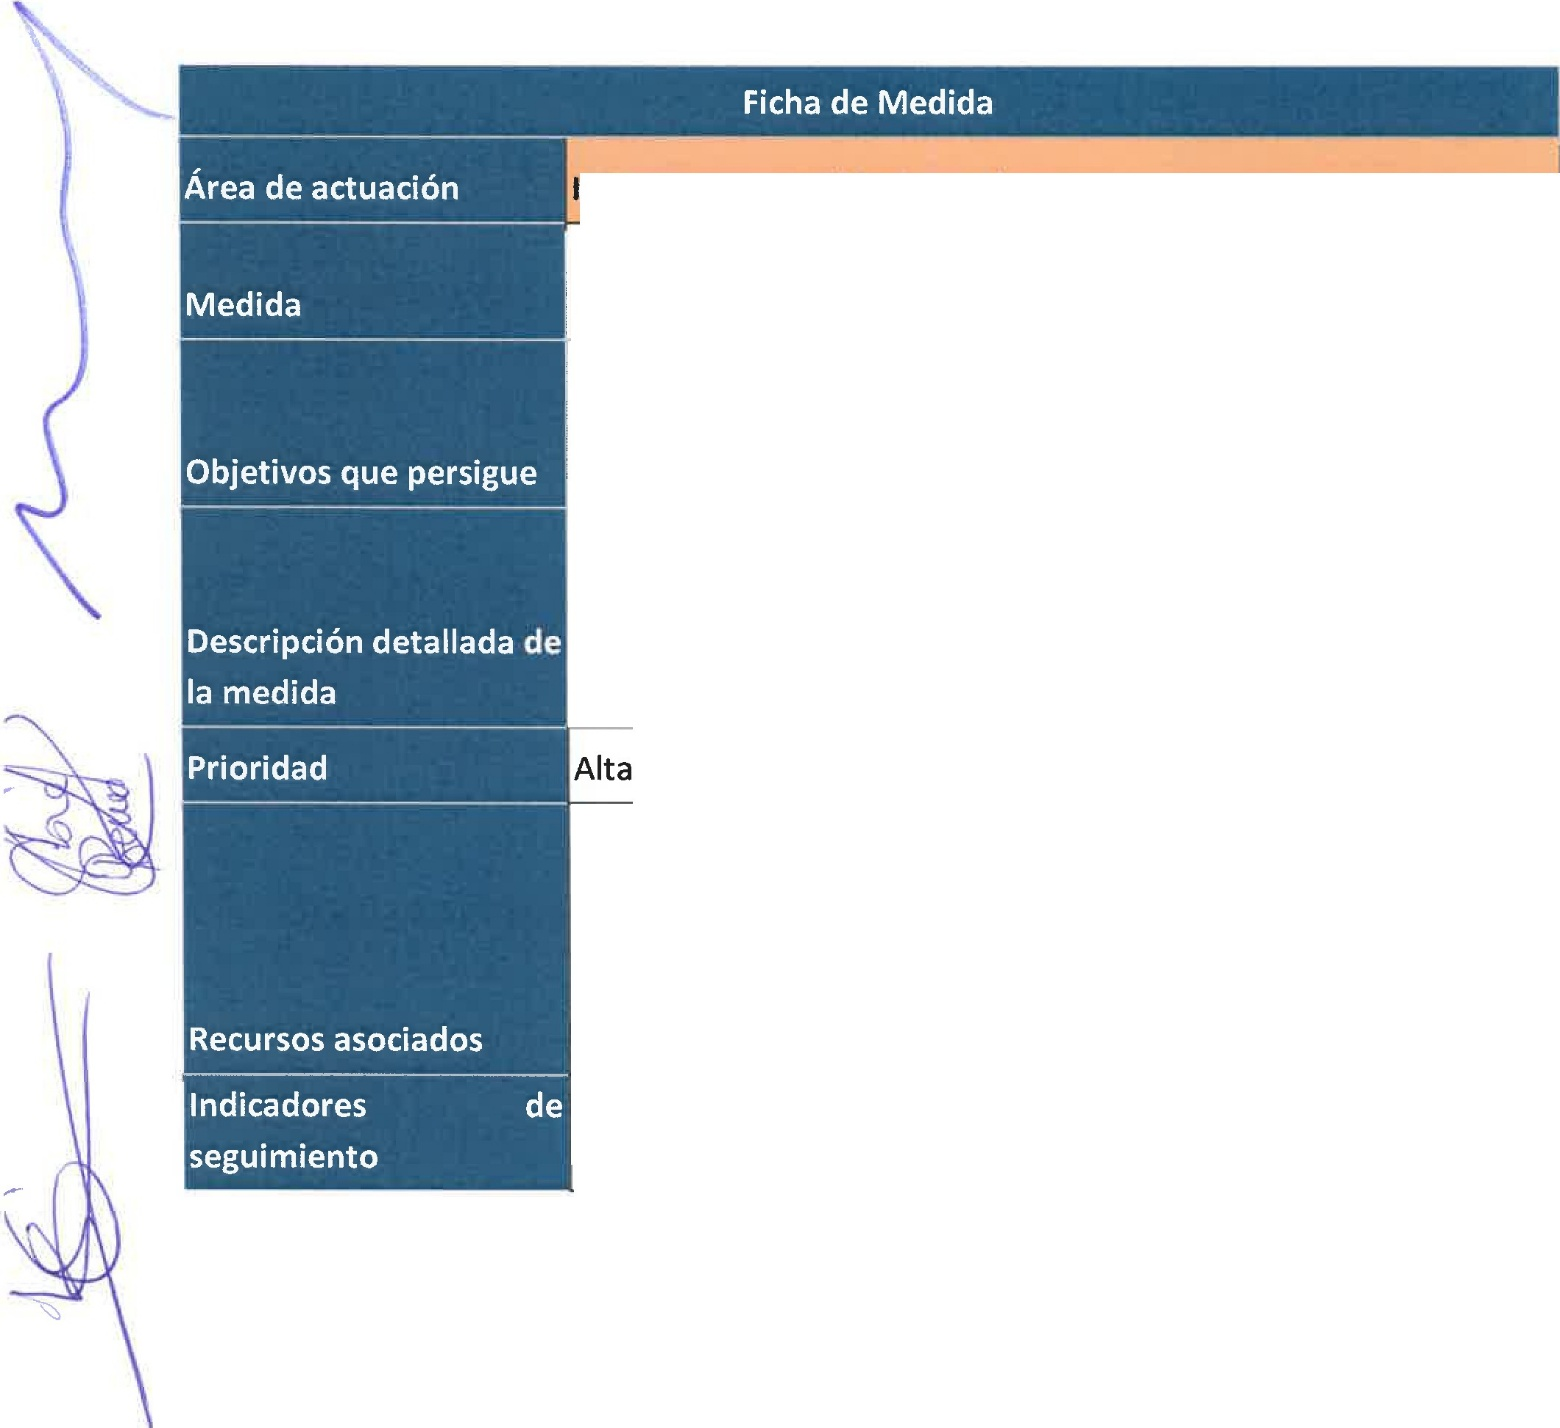 Ficha de Medida
Área de actuación
Medida
Objetivos que persigue
Descripción detallada de
la medida
Prioridad
Alta
Recursos asociados
Indicadores de
seguimiento